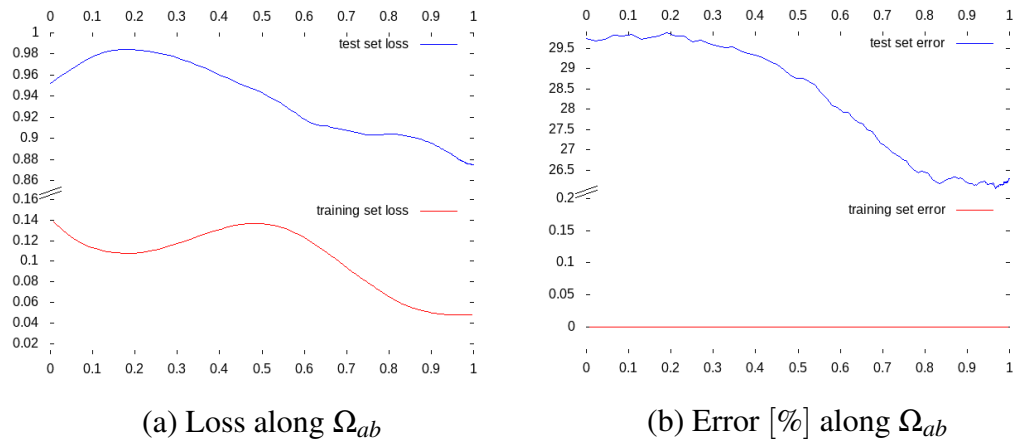 0 0.1 0.2 0.3 0.4 0.5 0.6 0.7 0.8 0.9 1
1
test set loss
0.98
0.96
0.94
0.92
0.9
0.88
0.86
0.16
training set loss
0.14
0.12
0.1
0.08
0.06
0.04
0.02
0 0.1 0.2 0.3 0.4 0.5 0.6 0.7 0.8 0.9 1
(a) Loss along Ωab
0 0.1 0.2 0.3 0.4 0.5 0.6 0.7 0.8 0.9 1
test set error
29.5
29
28.5
28
27.5
27
26.5
0.2
training set error
0.15
0.1
0.05
0
0 0.1 0.2 0.3 0.4 0.5 0.6 0.7 0.8 0.9 1
(b) Error [%] along Ωab